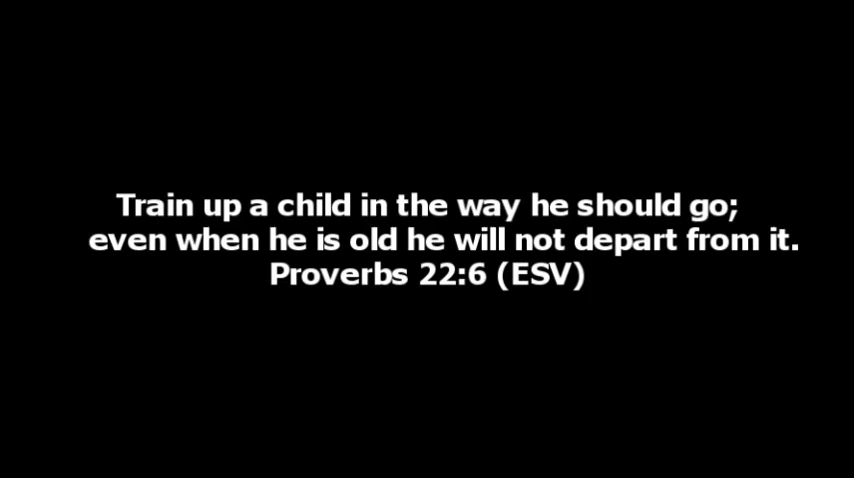 Train up a child in the way he should go;
even when he is old he will not depart from it.
Proverbs 22:6 (ESV)